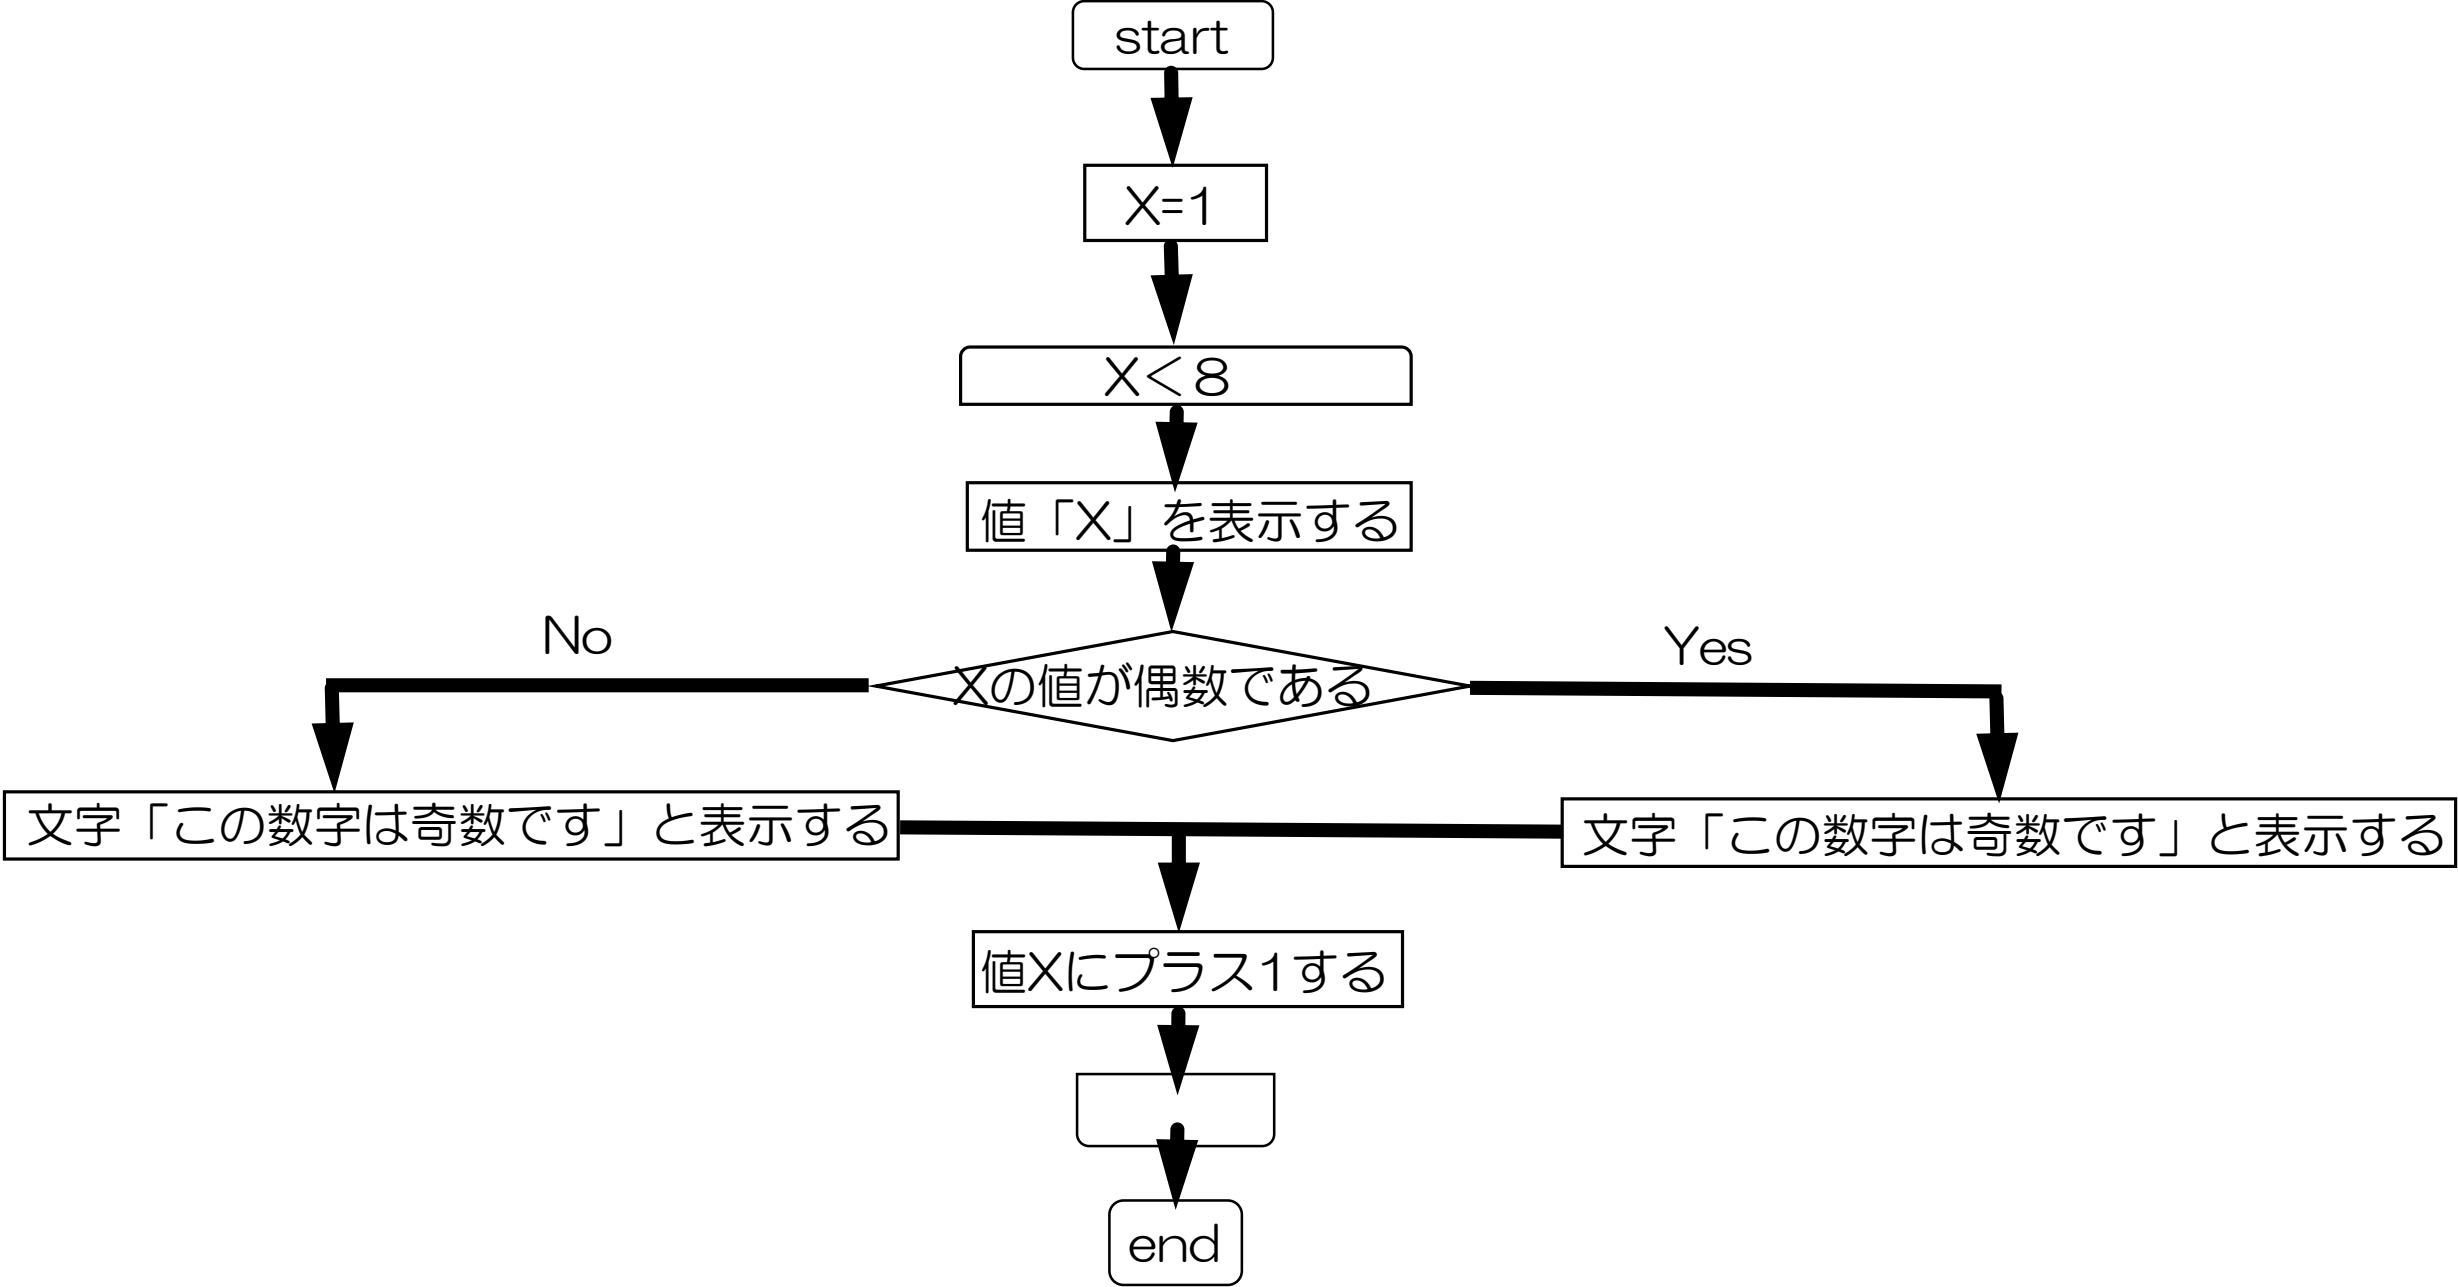 start
X=1
X＜8
値「X」を表示する
No
Yes
Xの値が偶数である
文字「この数字は奇数です」と表示する
文字「この数字は奇数です」と表示する
値Xにプラス1する
end